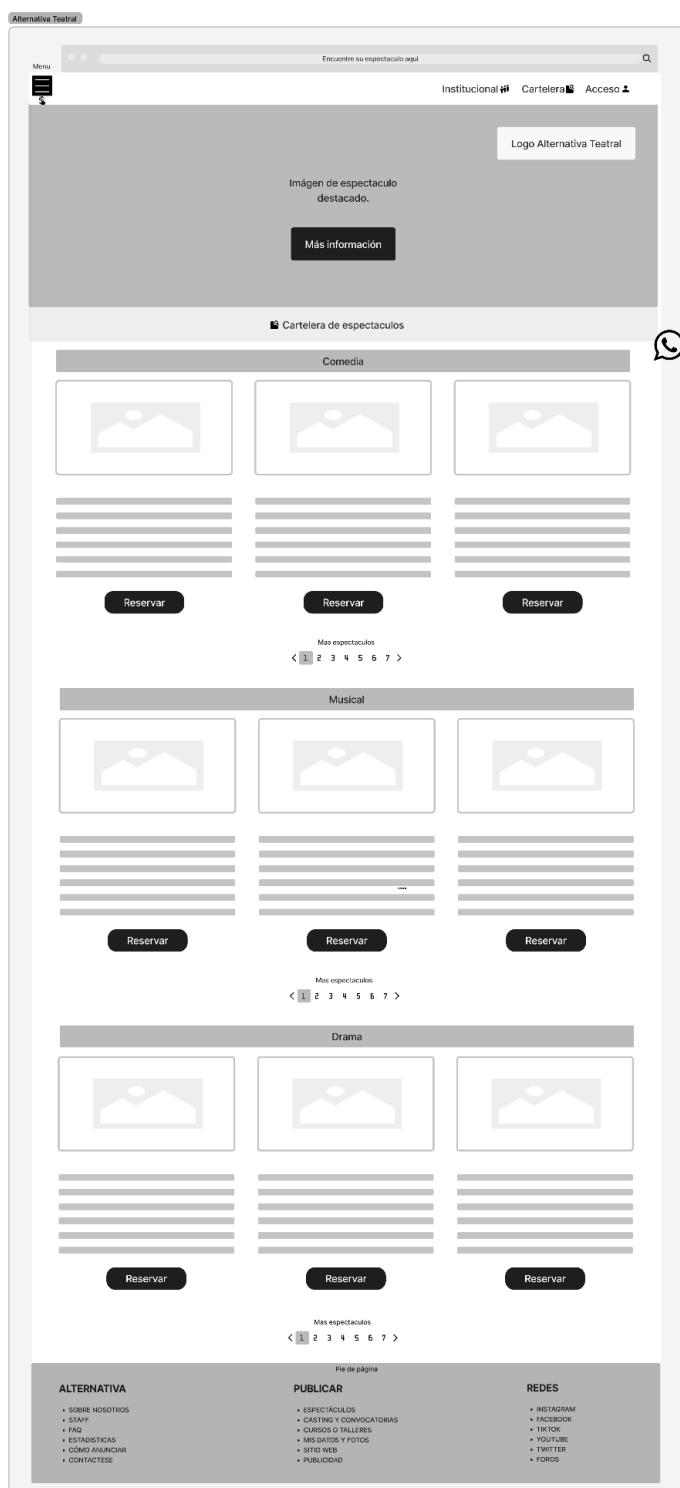 Alternativa Teatral
Encuentre su espectaculo aqui
Menu
Institucional Cartelera Acceso
Logo Alternativa Teatral
Imágen de espectaculo
destacado.
Más información
Cartelera de espectaculos
Comedia
Reservar Reservar Reservar
Mas espectaculos
< 1 2 3 4 5 6 7 >
Musical
Reservar Reservar Reservar
Mas espectaculos
< 1 2 3 4 5 6 7 >
Drama
Reservar Reservar Reservar
Mas espectaculos
< 1 2 3 4 5 6 7 >
Pie de página
ALTERNATIVA
• SOBRE NOSOTROS
• STAFF
• FAQ
• ESTADISTICAS
• CÓMO ANUNCIAR
• CONTACTESE
PUBLICAR
• ESPECTÁCULOS
• CASTING Y CONVOCATORIAS
• CURSOS O TALLERES
• MIS DATOS Y FOTOS
• SITIO WEB
• PUBLICIDAD
REDES
• INSTAGRAM
• FACEBOOK
• TIKTOK
• YOUTUBE
• TWITTER
• FOROS